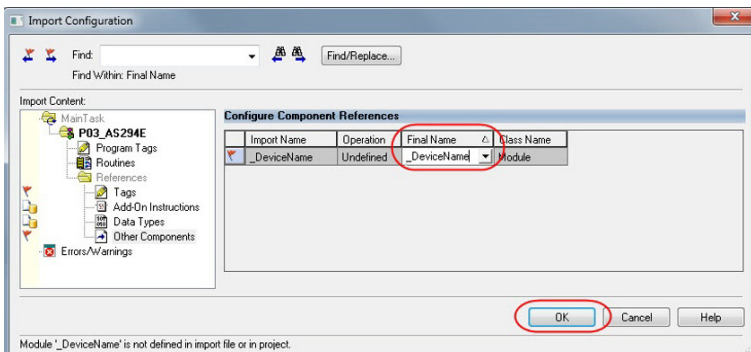 Import Configuration
Find:
Find/Replace...
Find Within: Final Name
Import Content:
MainTask
P03_AS294E
Program Tags
Routines
References
Tags
Add-On Instructions
Data Types
Other Components
Errors/Warnings
Configure Component References
Import Name Operation Final Name Class Name
_DeviceName Undefined _DeviceName Module
OK Cancel Help
Module '_DeviceName' is not defined in import file or in project.